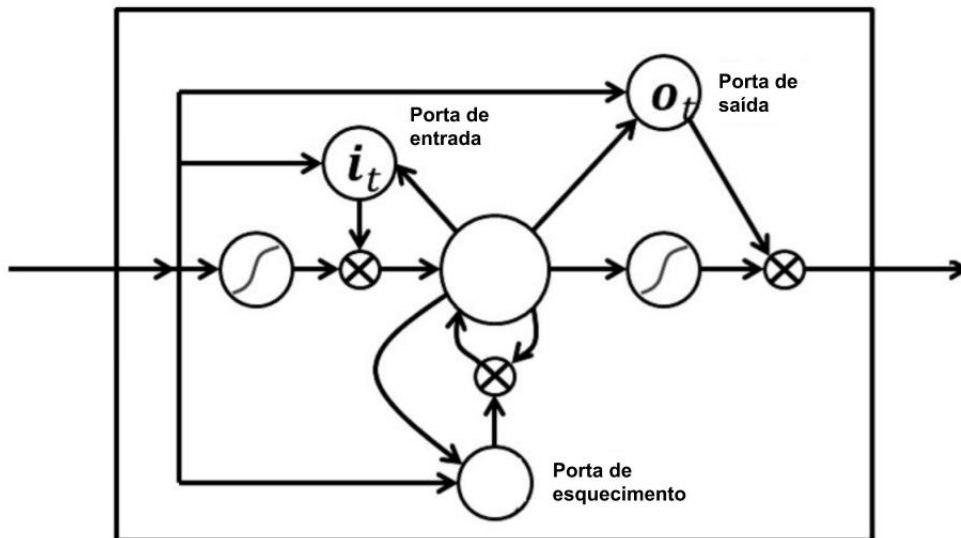 Porta de
saída
o_t
Porta de
entrada
i_t
Porta de
esquecimento